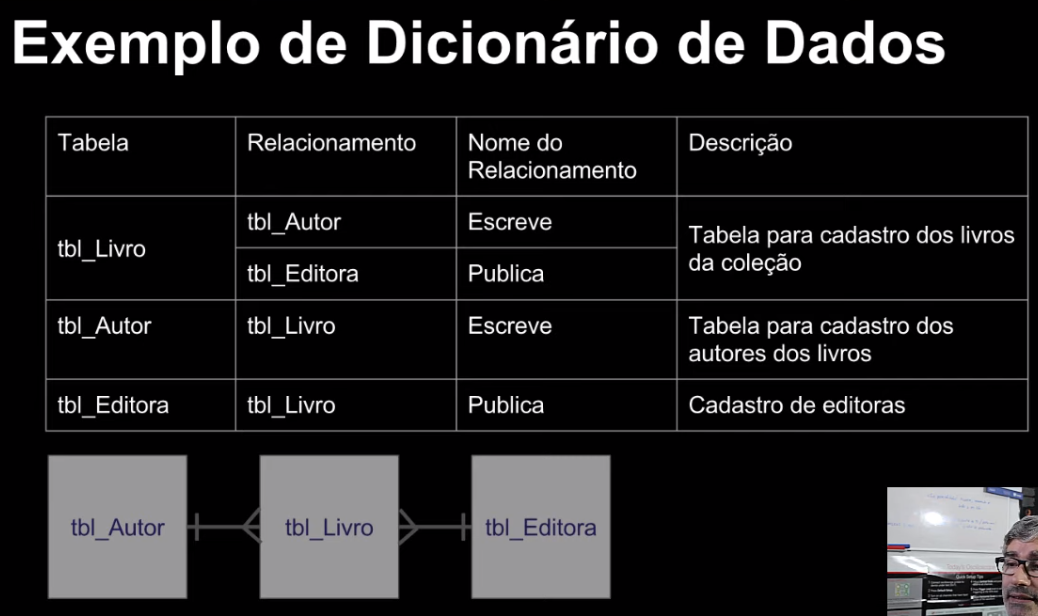 Exemplo de Dicionário de Dados
Tabela
Relacionamento
Nome do
Relacionamento
Descrição
tbl_Livro
tbl_Autor
Escreve
Tabela para cadastro dos livros
da coleção
tbl_Editora
Publica
tbl_Autor
tbl_Livro
Escreve
Tabela para cadastro dos
autores dos livros
tbl_Editora
tbl_Livro
Publica
Cadastro de editoras
tbl_Autor
tbl_Livro
tbl_Editora